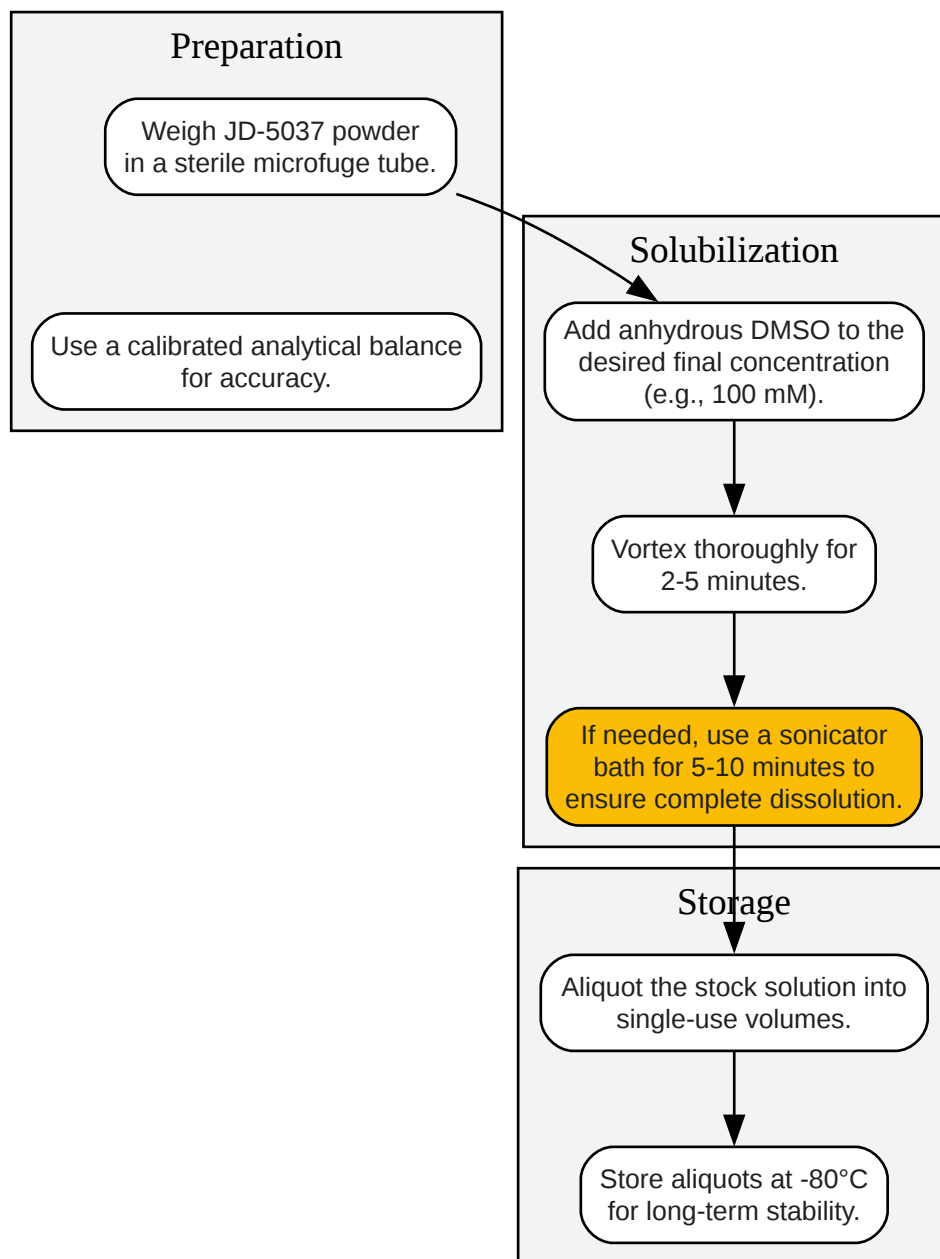 Preparation
Weigh JD-5037 powder
in a sterile microfuge tube.
Use a calibrated analytical balance
for accuracy.
Solubilization
Add anhydrous DMSO to the
desired final concentration
(e.g., 100 mM).
Vortex thoroughly for
2-5 minutes.
If needed, use a sonicator
bath for 5-10 minutes to
ensure complete dissolution.
Storage
Aliquot the stock solution into
single-use volumes.
Store aliquots at -80°C
for long-term stability.